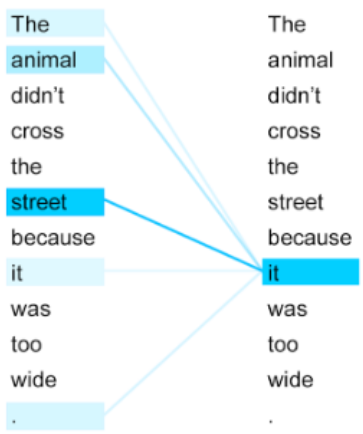 The The
animal animal
didn't didn't
cross cross
the the
street street
because because
it it
was was
too too
wide wide
. .